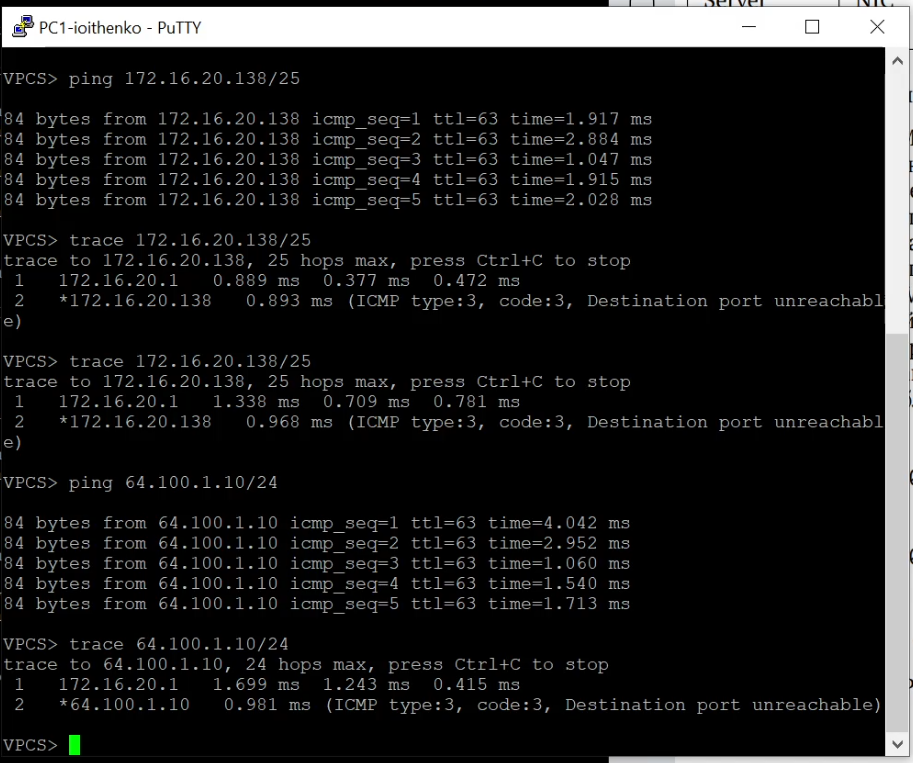 Server
NIC
PC1-ioithenko - PuTTY
VPCS> ping 172.16.20.138/25
84 bytes from 172.16.20.138 icmp_seq=1 ttl=63 time=1.917 ms
84 bytes from 172.16.20.138 icmp_seq=2 ttl=63 time=2.884 ms
84 bytes from 172.16.20.138 icmp_seq=3 ttl=63 time=1.047 ms
84 bytes from 172.16.20.138 icmp_seq=4 ttl=63 time=1.915 ms
84 bytes from 172.16.20.138 icmp_seq=5 ttl=63 time=2.028 ms
VPCS> trace 172.16.20.138/25
trace to 172.16.20.138, 25 hops max, press Ctrl+C to stop
1   172.16.20.1   0.889 ms  0.377 ms  0.472 ms
2   *172.16.20.138   0.893 ms (ICMP type:3, code:3, Destination port unreachabl
e)
VPCS> trace 172.16.20.138/25
trace to 172.16.20.138, 25 hops max, press Ctrl+C to stop
1   172.16.20.1   1.338 ms  0.709 ms  0.781 ms
2   *172.16.20.138   0.968 ms (ICMP type:3, code:3, Destination port unreachabl
e)
VPCS> ping 64.100.1.10/24
84 bytes from 64.100.1.10 icmp_seq=1 ttl=63 time=4.042 ms
84 bytes from 64.100.1.10 icmp_seq=2 ttl=63 time=2.952 ms
84 bytes from 64.100.1.10 icmp_seq=3 ttl=63 time=1.060 ms
84 bytes from 64.100.1.10 icmp_seq=4 ttl=63 time=1.540 ms
84 bytes from 64.100.1.10 icmp_seq=5 ttl=63 time=1.713 ms
VPCS> trace 64.100.1.10/24
trace to 64.100.1.10, 24 hops max, press Ctrl+C to stop
1   172.16.20.1   1.699 ms  1.243 ms  0.415 ms
2   *64.100.1.10   0.981 ms (ICMP type:3, code:3, Destination port unreachable)
VPCS>